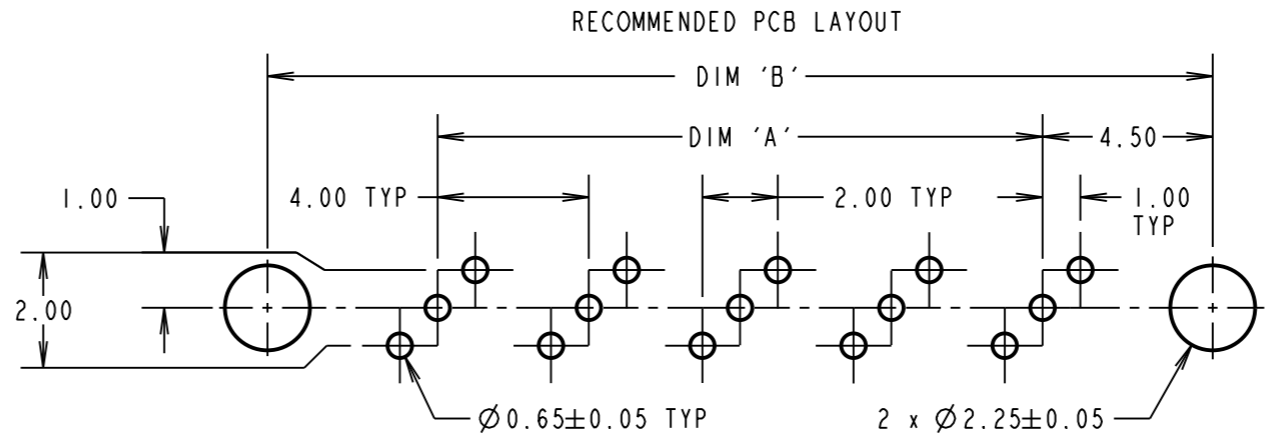 RECOMMENDED PCB LAYOUT
DIM 'B'
DIM 'A'
4.50
1.00
4.00 TYP
2.00 TYP
1.00
TYP
2.00
Ø0.65±0.05 TYP
2 x Ø2.25±0.05